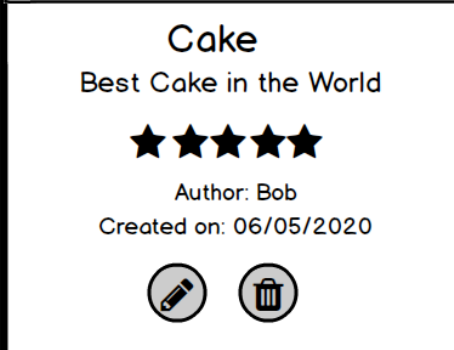 Cake
Best Cake in the World
Author: Bob
Created on: 06/05/2020